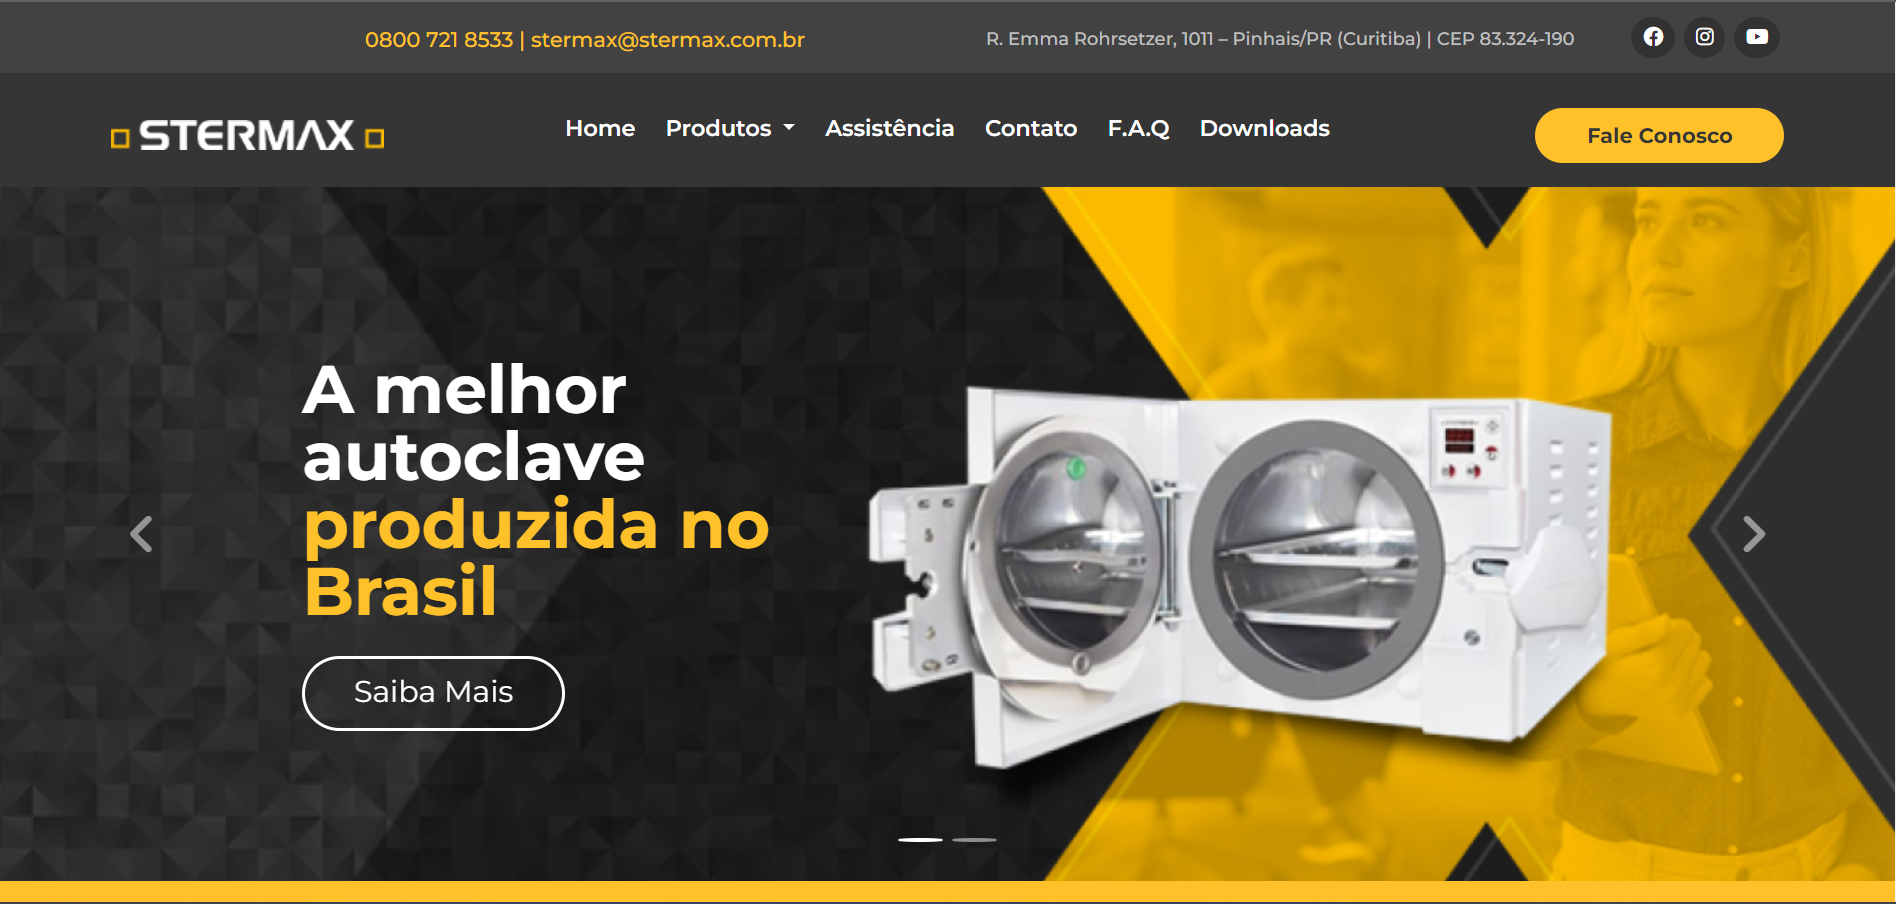 0800 721 8533 | stermax@stermax.com.br
R. Emma Rohrsetzer, 1011 – Pinhais/PR (Curitiba) | CEP 83.324-190
STERMAX
Home Produtos Assistência Contato F.A.Q Downloads
Fale Conosco
A melhor
autoclave
produzida no
Brasil
Saiba Mais